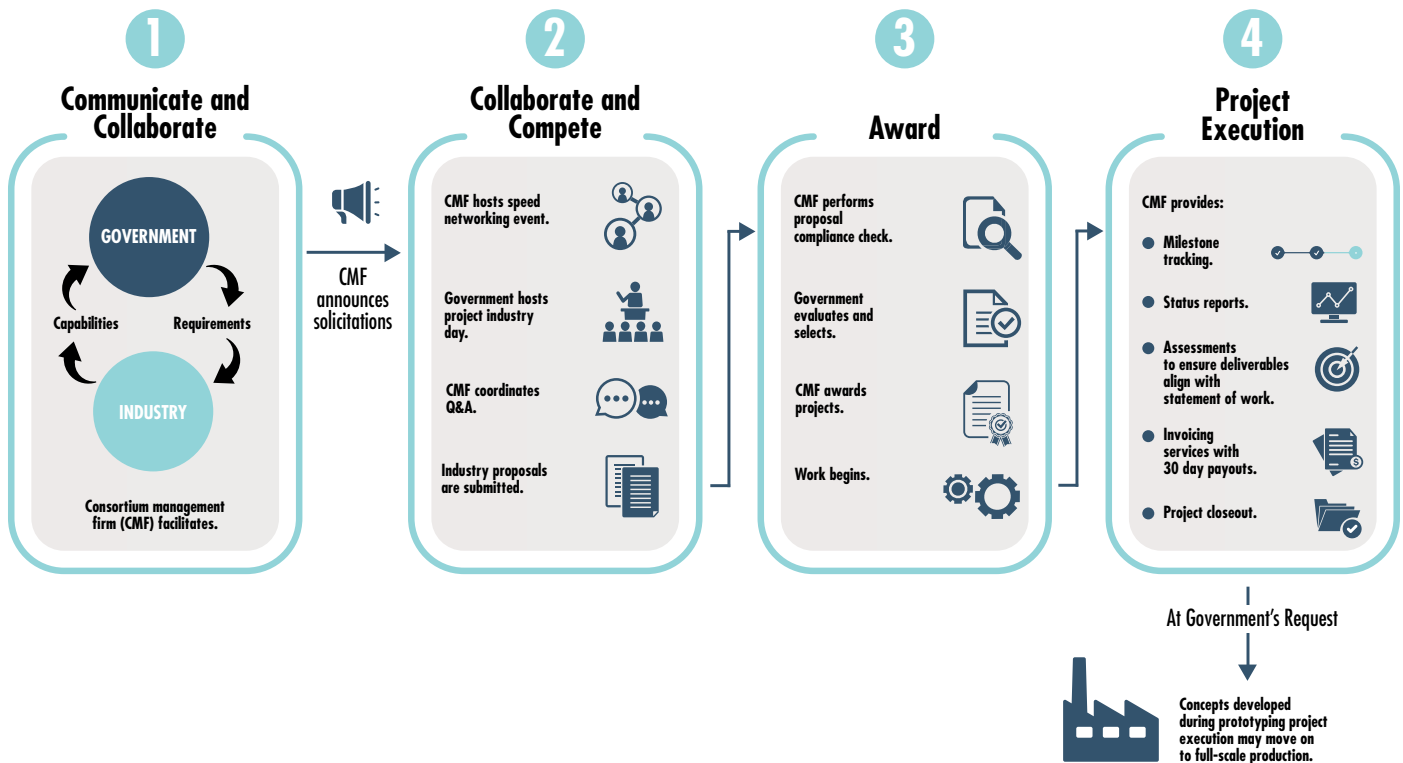 1
Communicate and
Collaborate
GOVERNMENT
Capabilities
Requirements
INDUSTRY
Consortium management
firm (CMF) facilitates.
CMF
announces
solicitations
2
Collaborate and
Compete
CMF hosts speed
networking event.
Government hosts
project industry
day.
CMF coordinates
Q&A.
Industry proposals
are submitted.
3
Award
CMF performs
proposal
compliance check.
Government
evaluates and
selects.
CMF awards
projects.
Work begins.
4
Project
Execution
CMF provides:
Milestone
tracking.
Status reports.
Assessments
to ensure deliverables
align with
statement of work.
Invoicing
services with
30 day payouts.
$
Project closeout.
At Government’s Request
Concepts developed
during prototyping project
execution may move on
to full-scale production.